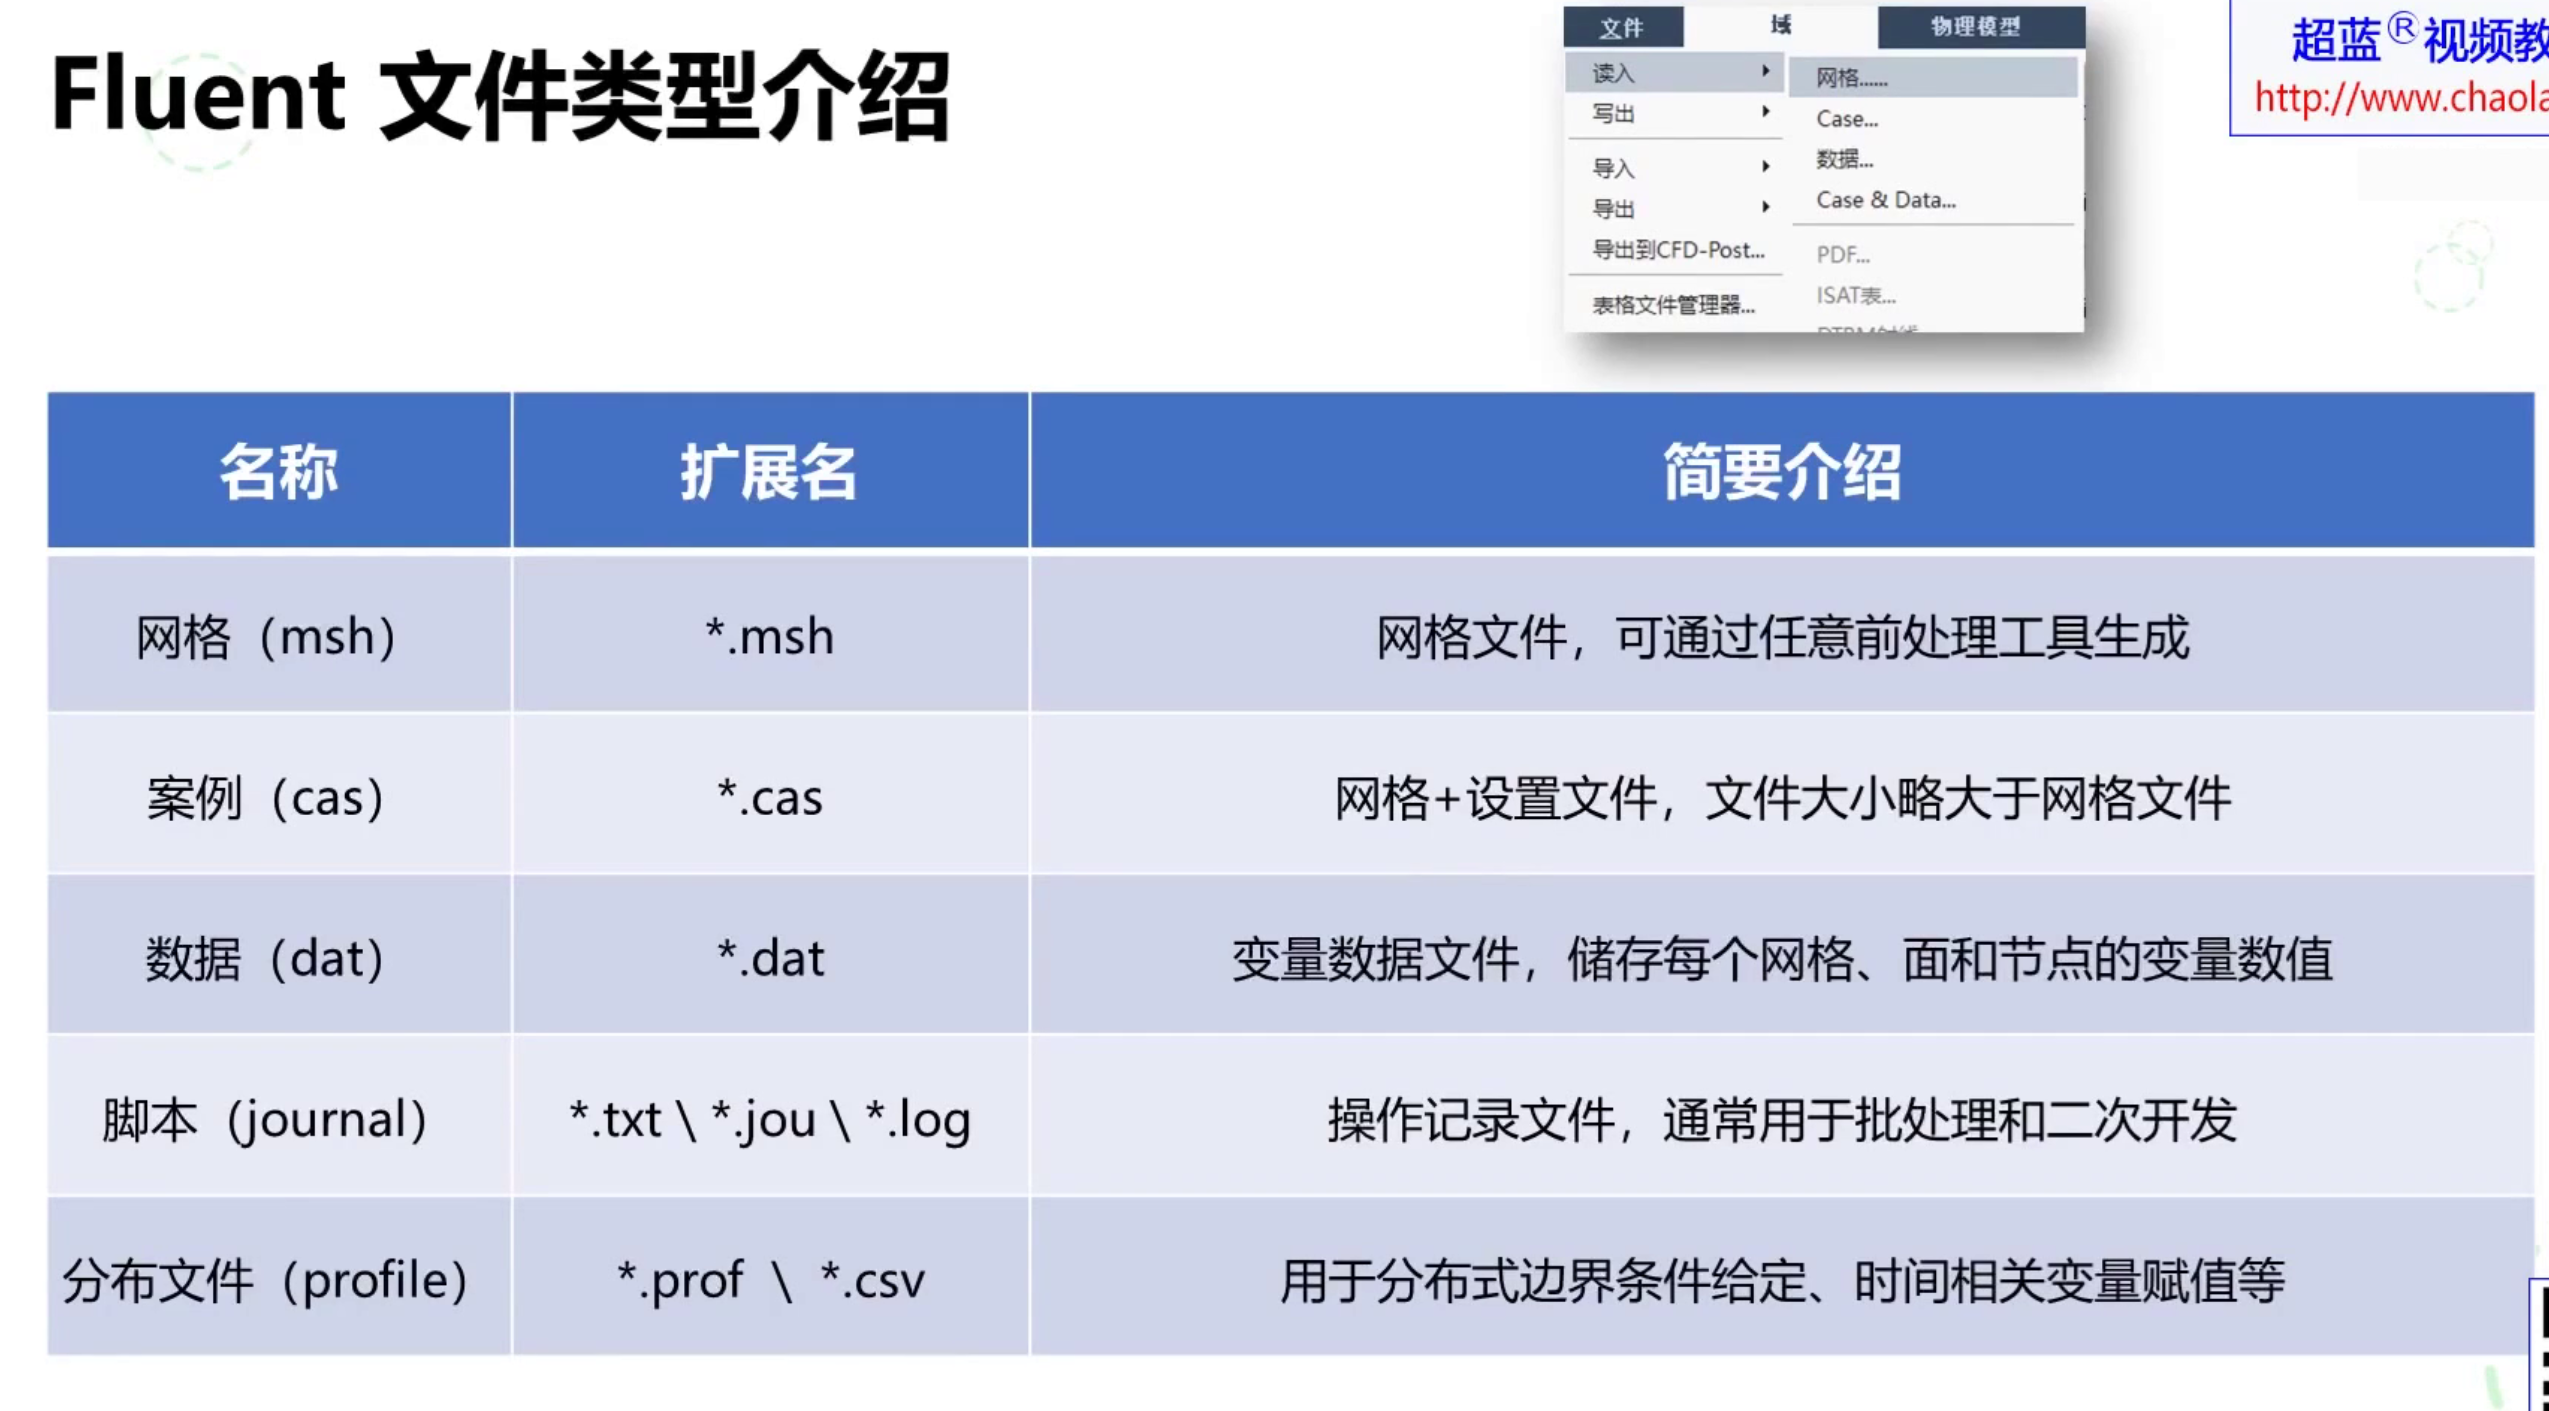 Fluent 文件类型介绍
文件 域 物理模型
读入
写出
导入
导出
导出到CFD-Post...
表格文件管理器...
网格......
Case...
数据...
Case & Data...
PDF...
ISAT表...
超蓝®视频教
http://www.chaola
名称 扩展名 简要介绍
网格（msh） *.msh 网格文件，可通过任意前处理工具生成
案例（cas） *.cas 网格+设置文件，文件大小略大于网格文件
数据（dat） *.dat 变量数据文件，储存每个网格、面和节点的变量数值
脚本（journal） *.txt \ *.jou \ *.log 操作记录文件，通常用于批处理和二次开发
分布文件（profile） *.prof \ *.csv 用于分布式边界条件给定、时间相关变量赋值等